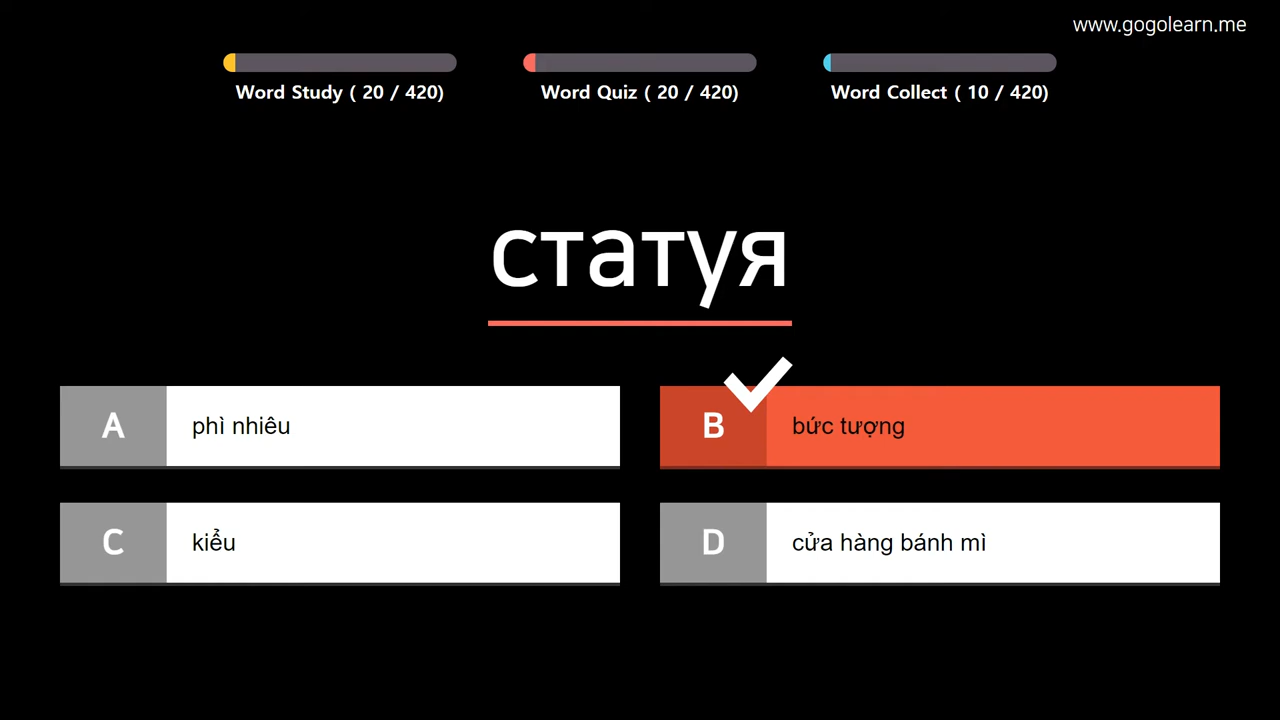 www.gogolearn.me
Word Study ( 20 / 420)
Word Quiz ( 20 / 420)
Word Collect ( 10 / 420)
статуя
A phì nhiêu
B bức tượng
C kiểu
D cửa hàng bánh mì